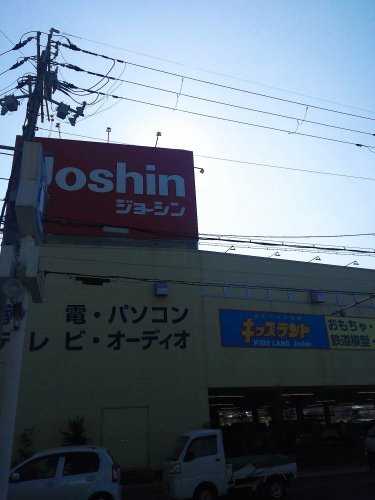 Joshin
ジョーシン
家電・パソコン
テレビ・オーディオ
キッズランド
KIDS LAND Joshin
おもちゃ・
鉄道模型・